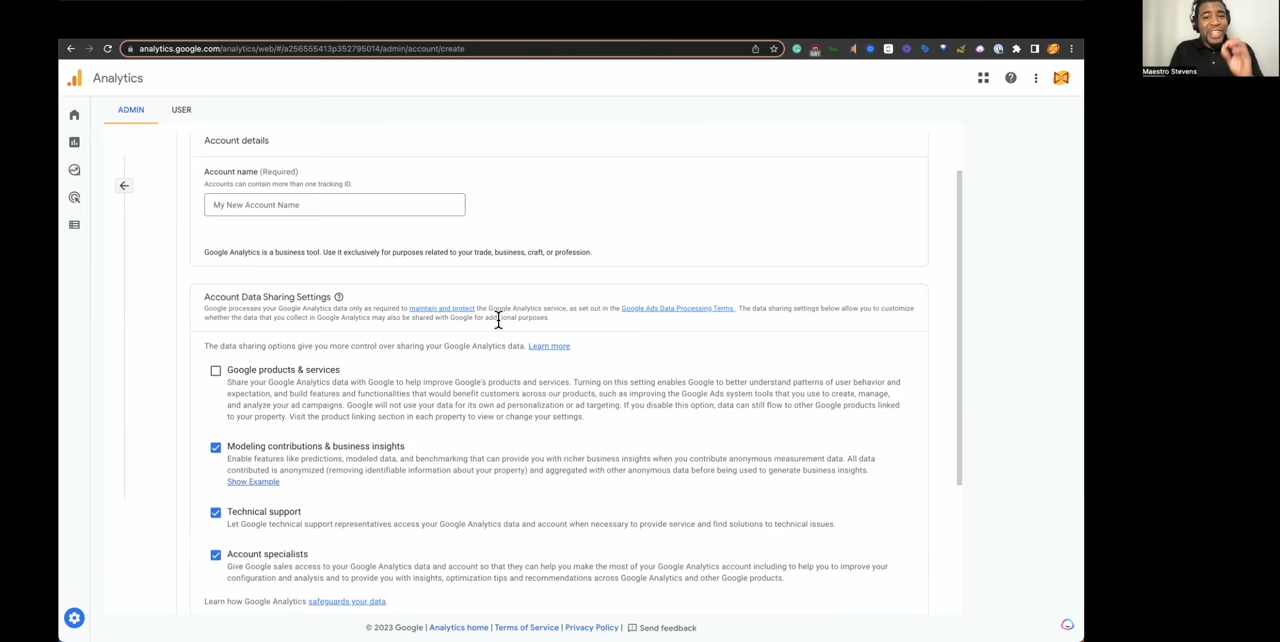 Maestro Stevens
analytics.google.com/analytics/web/#/a256555413p352795014/admin/account/create
581
Analytics
ADMIN USER
Account details
Account name (Required)
Accounts can contain more than one tracking ID.
My New Account Name
Google Analytics is a business tool. Use it exclusively for purposes related to your trade, business, craft, or profession.
Account Data Sharing Settings
Google processes your Google Analytics data only as required to maintain and protect the Google Analytics service, as set out in the Google Ads Data Processing Terms . The data sharing settings below allow you to customize
whether the data that you collect in Google Analytics may also be shared with Google for additional purposes.
The data sharing options give you more control over sharing your Google Analytics data. Learn more
Google products & services
Share your Google Analytics data with Google to help improve Google's products and services. Turning on this setting enables Google to better understand patterns of user behavior and
expectation, and build features and functionalities that would benefit customers across our products, such as improving the Google Ads system tools that you use to create, manage,
and analyze your ad campaigns. Google will not use your data for its own ad personalization or ad targeting. If you disable this option, data can still flow to other Google products linked
to your property. Visit the product linking section in each property to view or change your settings.
Modeling contributions & business insights
Enable features like predictions, modeled data, and benchmarking that can provide you with richer business insights when you contribute anonymous measurement data. All data
contributed is anonymized (removing identifiable information about your property) and aggregated with other anonymous data before being used to generate business insights.
Show Example
Technical support
Let Google technical support representatives access your Google Analytics data and account when necessary to provide service and find solutions to technical issues.
Account specialists
Give Google sales access to your Google Analytics data and account so that they can help you make the most of your Google Analytics account including to help you to improve your
configuration and analysis and to provide you with insights, optimization tips and recommendations across Google Analytics and other Google products.
Learn how Google Analytics safeguards your data.
© 2023 Google | Analytics home | Terms of Service | Privacy Policy | Send feedback